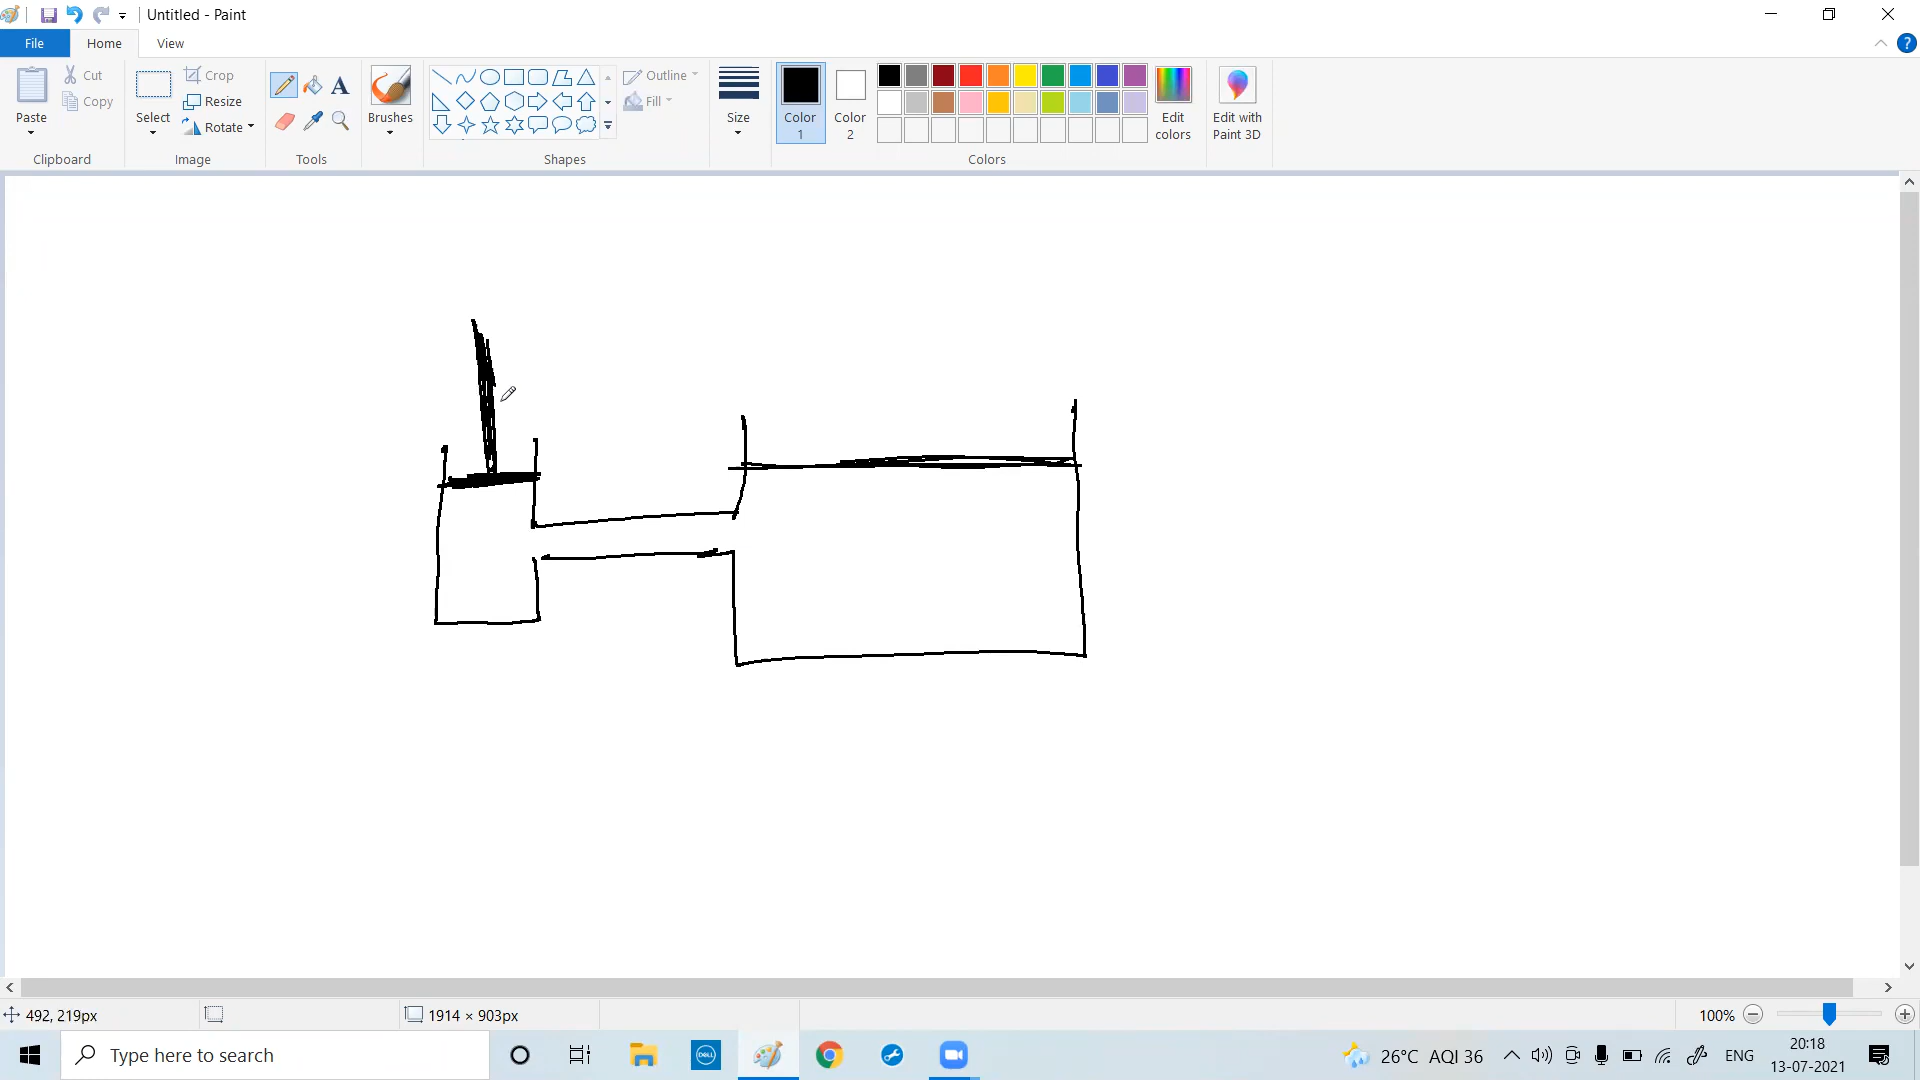 Untitled - Paint
File
Home
View
Paste
Cut
Copy
Clipboard
Select
Crop
Resize
Rotate
Image
A
Tools
Brushes
Outline
Fill
Shapes
Size
Color
1
Color
2
Edit
colors
Colors
Edit with
Paint 3D
?
492, 219px
1914 × 903px
100%
Type here to search
DELL
26°C AQI 36
ENG
20:18
13-07-2021